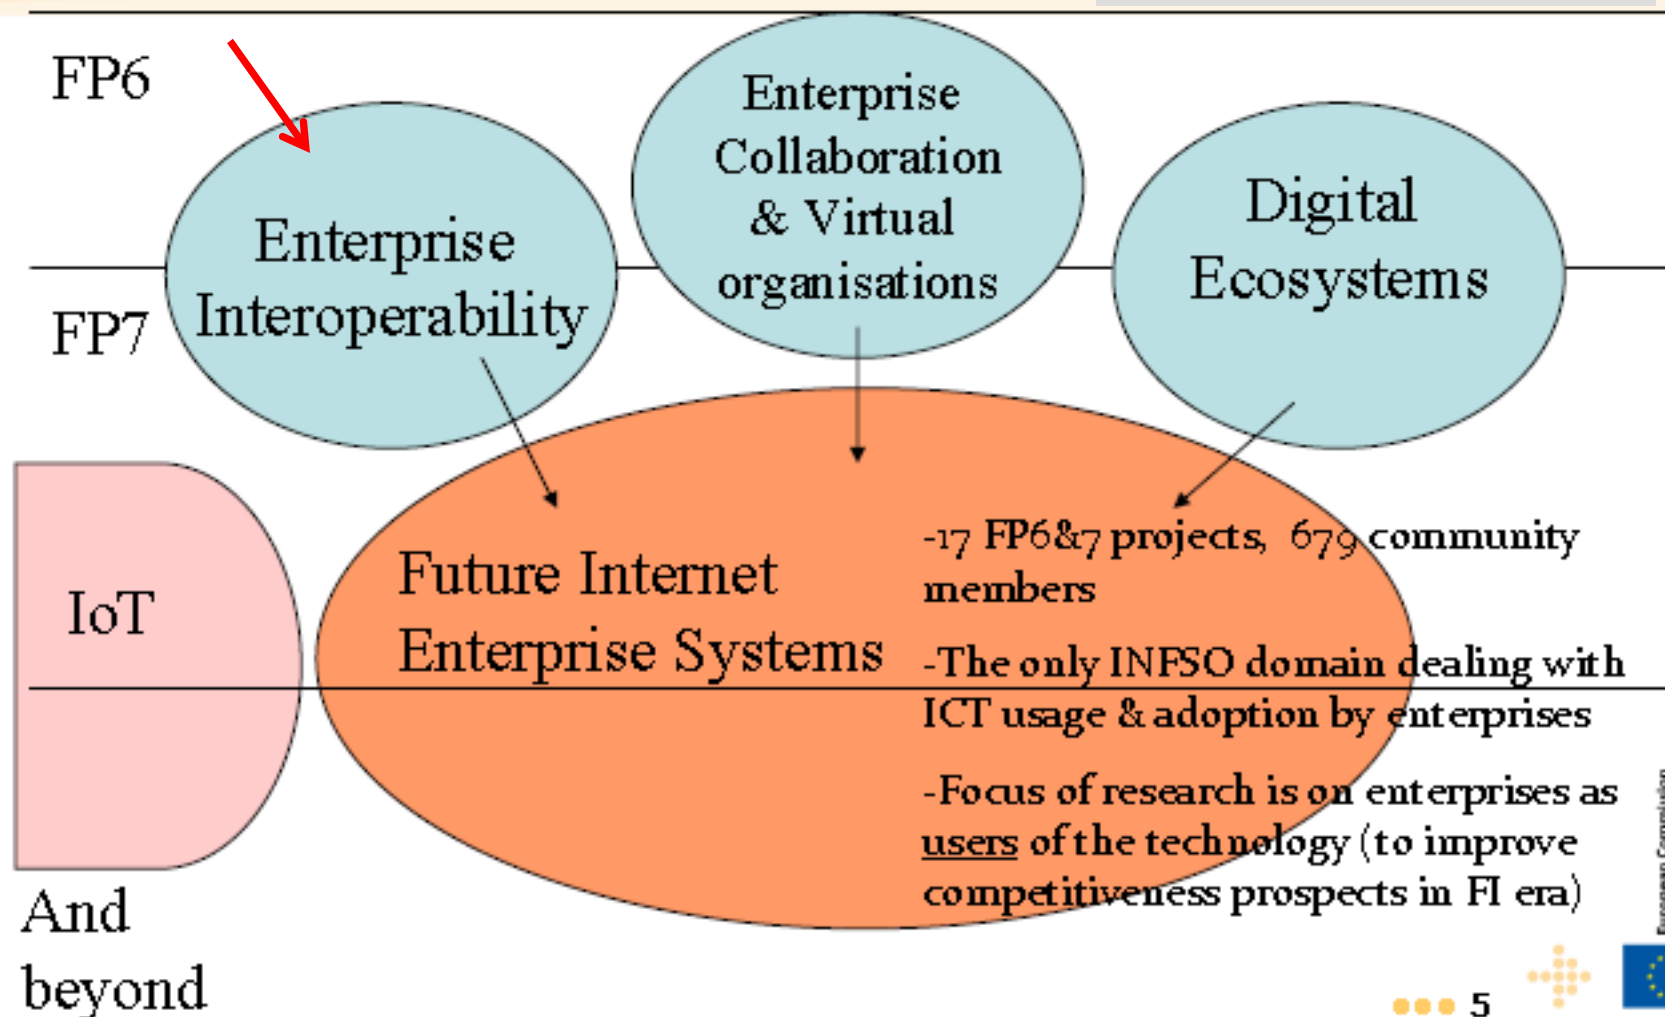 FP6
Enterprise
Collaboration
& Virtual
organisations
Digital
Ecosystems
Enterprise
Interoperability
FP7
-17 FP6&7 projects, 679 community
members
Future Internet
Enterprise Systems
IoT
-The only INFSO domain dealing with
ICT usage & adoption by enterprises
-Focus of research is on enterprises as
users of the technology (to improve
competitiveness prospects in FI era)
And
beyond
European Commission
5